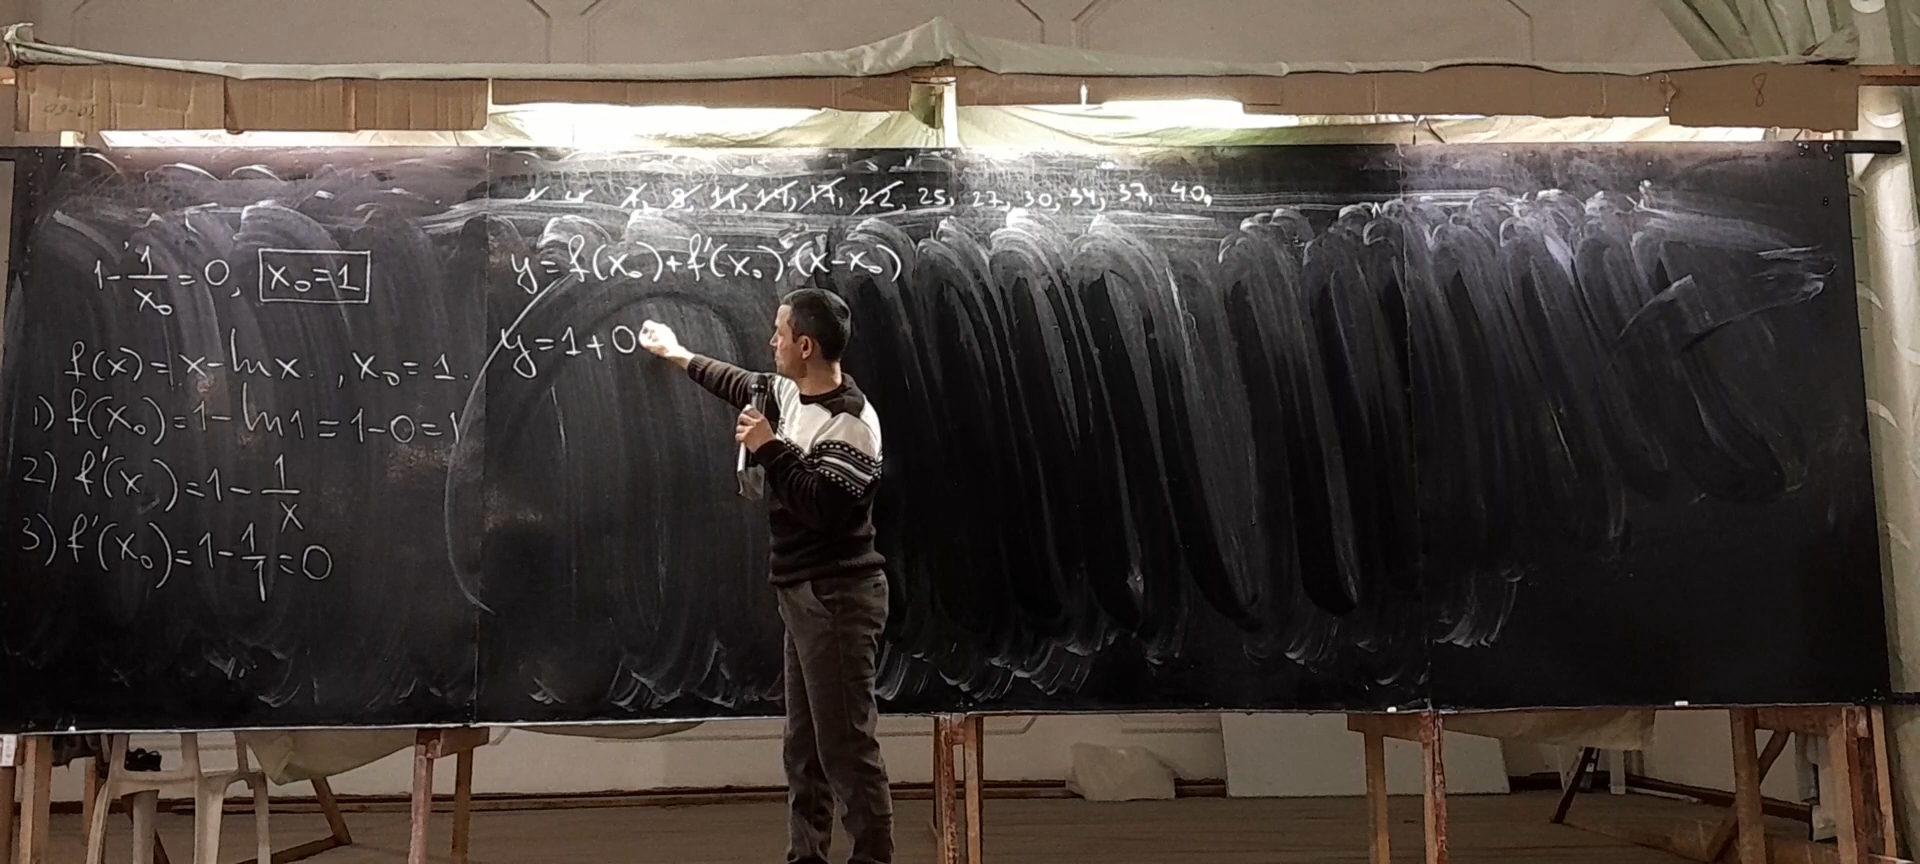 8
7, 8, 11, 14, 17, 22, 25, 27, 30, 34, 37, 40,
1-1/x₀=0, x₀=1
f(x)=x-ln x, x₀=1.
1) f(x₀)=1-ln1=1-0=1
2) f'(x)=1-1/x
3) f'(x₀)=1-1/1=0
y=f(x₀)+f'(x₀)·(x-x₀)
y=1+0